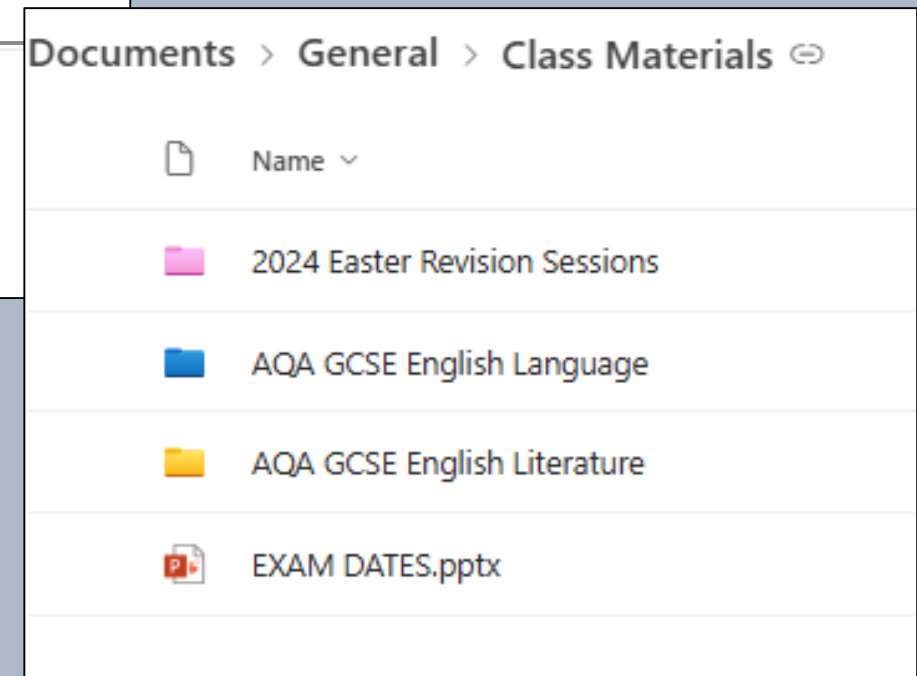 Documents > General > Class Materials
Name
2024 Easter Revision Sessions
AQA GCSE English Language
AQA GCSE English Literature
EXAM DATES.pptx